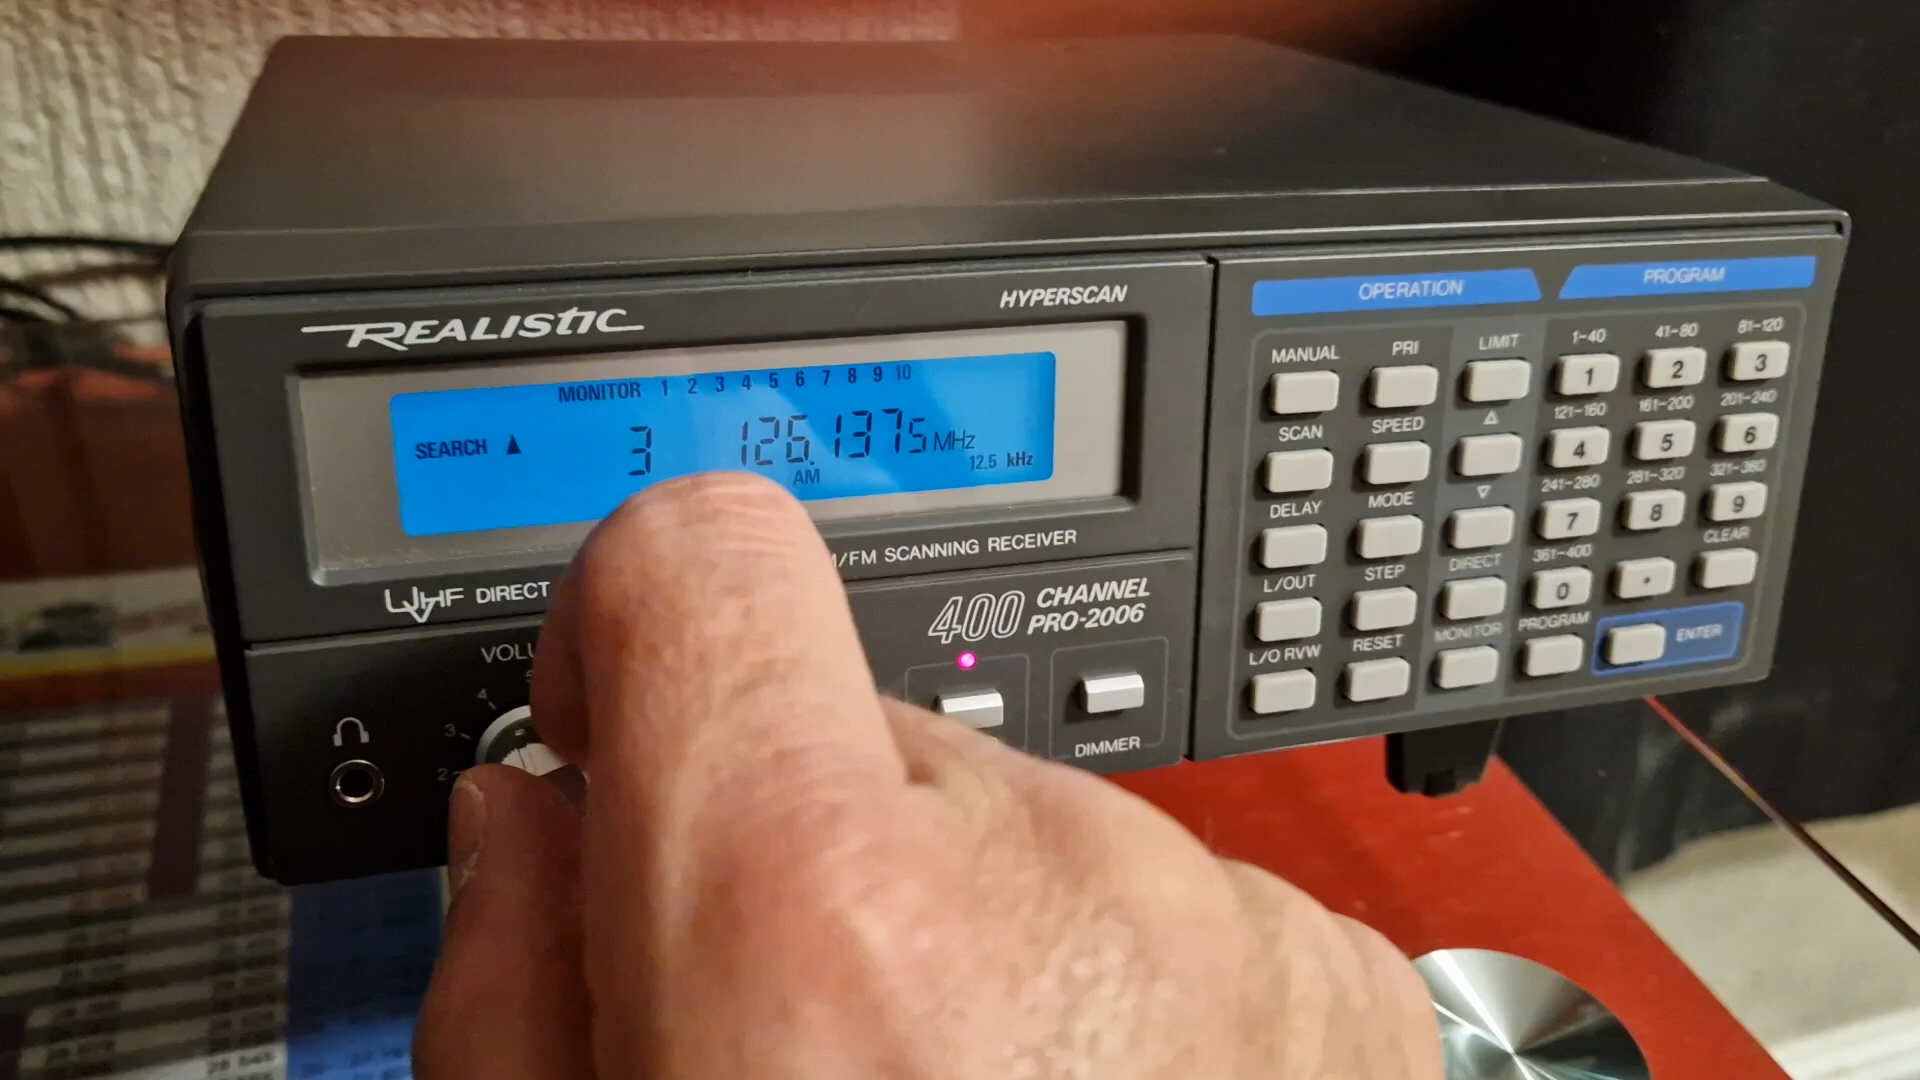 REALISTIC
HYPERSCAN
MONITOR 1 2 3 4 5 6 7 8 9 10
SEARCH ▲ 3 126.1375 MHz
AM 12.5 kHz
/FM SCANNING RECEIVER
UHF DIRECT
400 CHANNEL
PRO-2006
2
3
4
DIMMER
OPERATION
PROGRAM
MANUAL PRI LIMIT 1-40 41-80 81-120
1 2 3
SCAN SPEED △ 121-160 161-200 201-240
4 5 6
DELAY MODE ▽ 241-280 281-320 321-360
7 8 9
L/OUT STEP DIRECT 361-400 CLEAR
0 .
L/O RVW RESET MONITOR PROGRAM ENTER